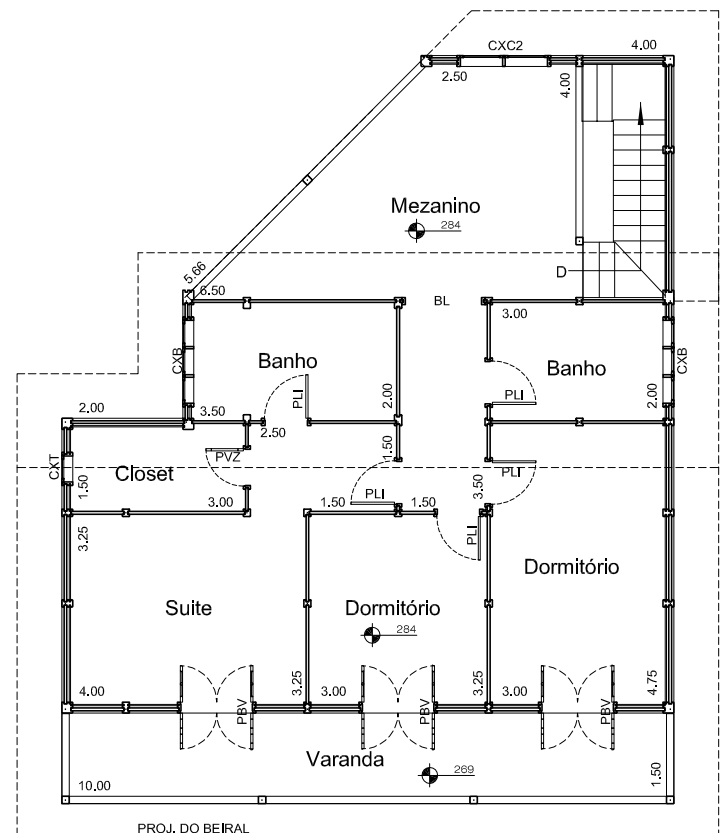 CXC2
4.00
2.50
4.00
Mezanino
284
5.66
D
6.50
BL
3.00
CXB
Banho
Banho
CXB
PLI
PLI
2.00
2.00
2.00
3.50
2.50
CXT
1.50
Closet
PVZ
1.50
PLI
3.50
PLI
3.00
1.50
1.50
3.25
PLI
Dormitório
Suite
Dormitório
284
4.00
PBV
3.25
3.00
PBV
3.25
3.00
PBV
4.75
Varanda
269
10.00
1.50
PROJ. DO BEIRAL